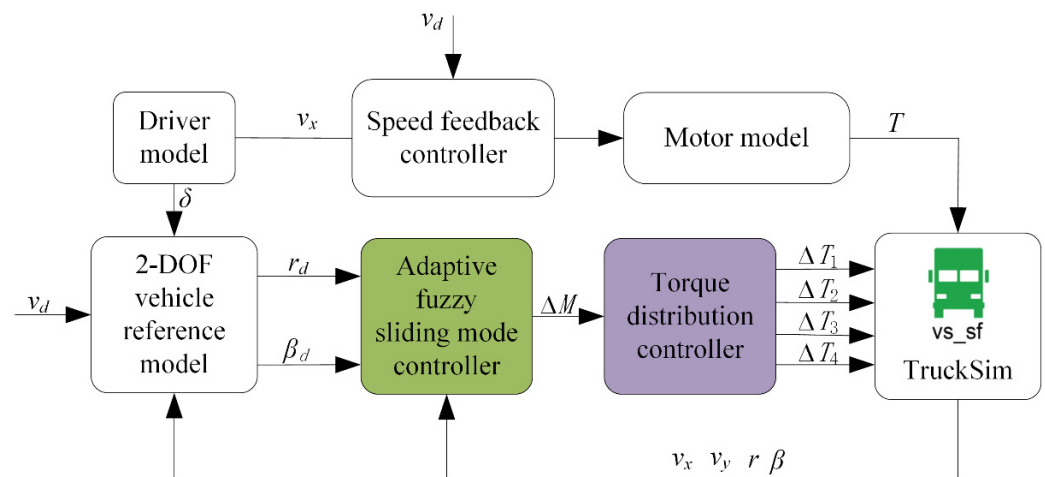 v_d
Driver
model
v_x
Speed feedback
controller
Motor model
T
δ
v_d
2-DOF
vehicle
reference
model
r_d
β_d
Adaptive
fuzzy
sliding mode
controller
ΔM
Torque
distribution
controller
ΔT_1
ΔT_2
ΔT_3
ΔT_4
vs_sf
TruckSim
v_x v_y r β